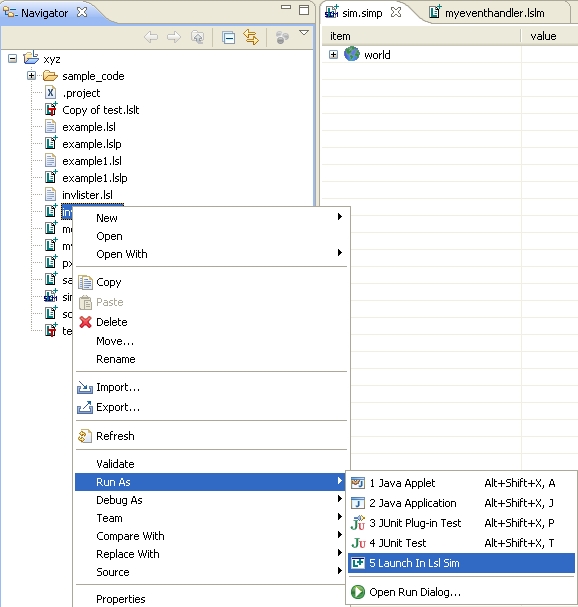 Navigator
sim.simp
myeventhandler.lslm
item value
world
xyz
sample_code
.project
Copy of test.lslt
example.lsl
example.lslp
example1.lsl
example1.lslp
invlister.lsl
New
Open
Open With
Copy
Paste
Delete
Move...
Rename
Import...
Export...
Refresh
Validate
Run As
Debug As
Team
Compare With
Replace With
Source
Properties
1 Java Applet Alt+Shift+X, A
2 Java Application Alt+Shift+X, J
3 JUnit Plug-in Test Alt+Shift+X, P
4 JUnit Test Alt+Shift+X, T
5 Launch In Lsl Sim
Open Run Dialog...